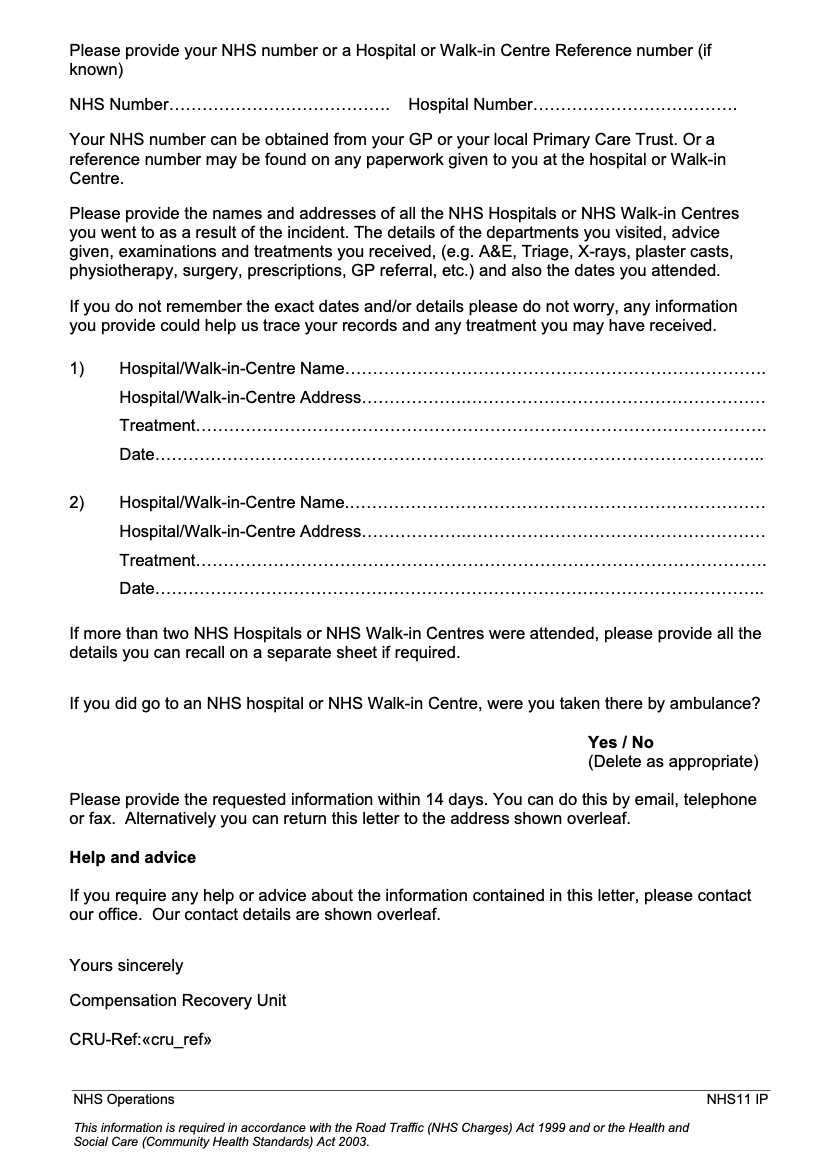 Please provide your NHS number or a Hospital or Walk-in Centre Reference number (if
known)
NHS Number…………………………………. Hospital Number……………………………….
Your NHS number can be obtained from your GP or your local Primary Care Trust. Or a
reference number may be found on any paperwork given to you at the hospital or Walk-in
Centre.
Please provide the names and addresses of all the NHS Hospitals or NHS Walk-in Centres
you went to as a result of the incident. The details of the departments you visited, advice
given, examinations and treatments you received, (e.g. A&E, Triage, X-rays, plaster casts,
physiotherapy, surgery, prescriptions, GP referral, etc.) and also the dates you attended.
If you do not remember the exact dates and/or details please do not worry, any information
you provide could help us trace your records and any treatment you may have received.
1) Hospital/Walk-in-Centre Name………………………………………………………………….
Hospital/Walk-in-Centre Address……………….………………………………………………
Treatment………………………………………………………………………………………….
Date………………………………………………………………………………………………..
2) Hospital/Walk-in-Centre Name.…………………………………………………………………
Hospital/Walk-in-Centre Address……………….………………………………………………
Treatment………………………………………………………………………………………….
Date………………………………………………………………………………………………..
If more than two NHS Hospitals or NHS Walk-in Centres were attended, please provide all the
details you can recall on a separate sheet if required.
If you did go to an NHS hospital or NHS Walk-in Centre, were you taken there by ambulance?
Yes / No
(Delete as appropriate)
Please provide the requested information within 14 days. You can do this by email, telephone
or fax.  Alternatively you can return this letter to the address shown overleaf.
Help and advice
If you require any help or advice about the information contained in this letter, please contact
our office.  Our contact details are shown overleaf.
Yours sincerely
Compensation Recovery Unit
CRU-Ref:«cru_ref»
NHS Operations NHS11 IP
This information is required in accordance with the Road Traffic (NHS Charges) Act 1999 and or the Health and
Social Care (Community Health Standards) Act 2003.